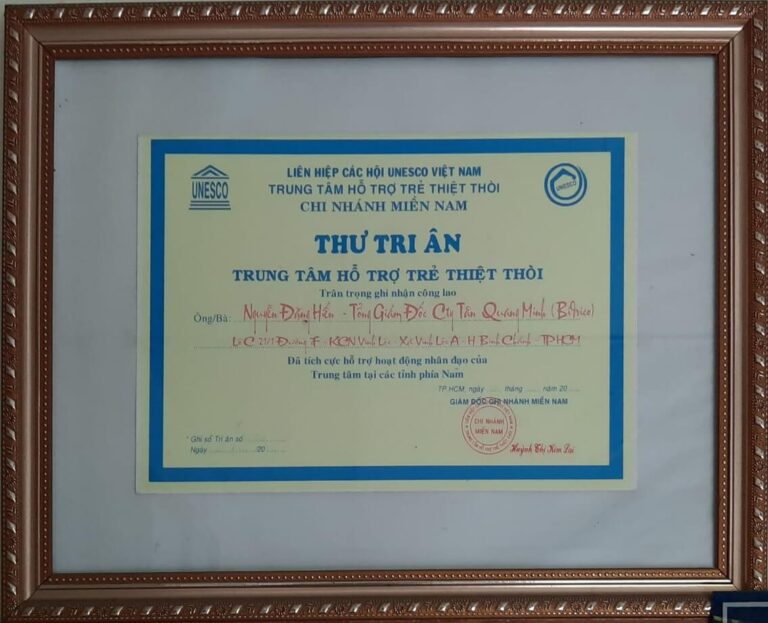 UNESCO
UNESCO
LIÊN HIỆP CÁC HỘI UNESCO VIỆT NAM
TRUNG TÂM HỖ TRỢ TRẺ THIỆT THÒI
CHI NHÁNH MIỀN NAM
THƯ TRI ÂN
TRUNG TÂM HỖ TRỢ TRẺ THIỆT THÒI
Trân trọng ghi nhận công lao
Ông/Bà: Nguyễn Đặng Hiến - Tổng Giám Đốc Cty Tân Quang Minh (Bidrico)
Lô C 21/1 Đường 2F - KCN Vĩnh Lộc - Xã Vĩnh Lộc A - H Bình Chánh - TPHCM
Đã tích cực hỗ trợ hoạt động nhân đạo của
Trung tâm tại các tỉnh phía Nam
TP HCM, ngày ...... tháng ...... năm 20 .....
GIÁM ĐỐC CHI NHÁNH MIỀN NAM
CHI NHÁNH
MIỀN NAM
* Ghi sổ Tri ân số ..............
Ngày ......./......./20 .......
Huỳnh Thị Kim